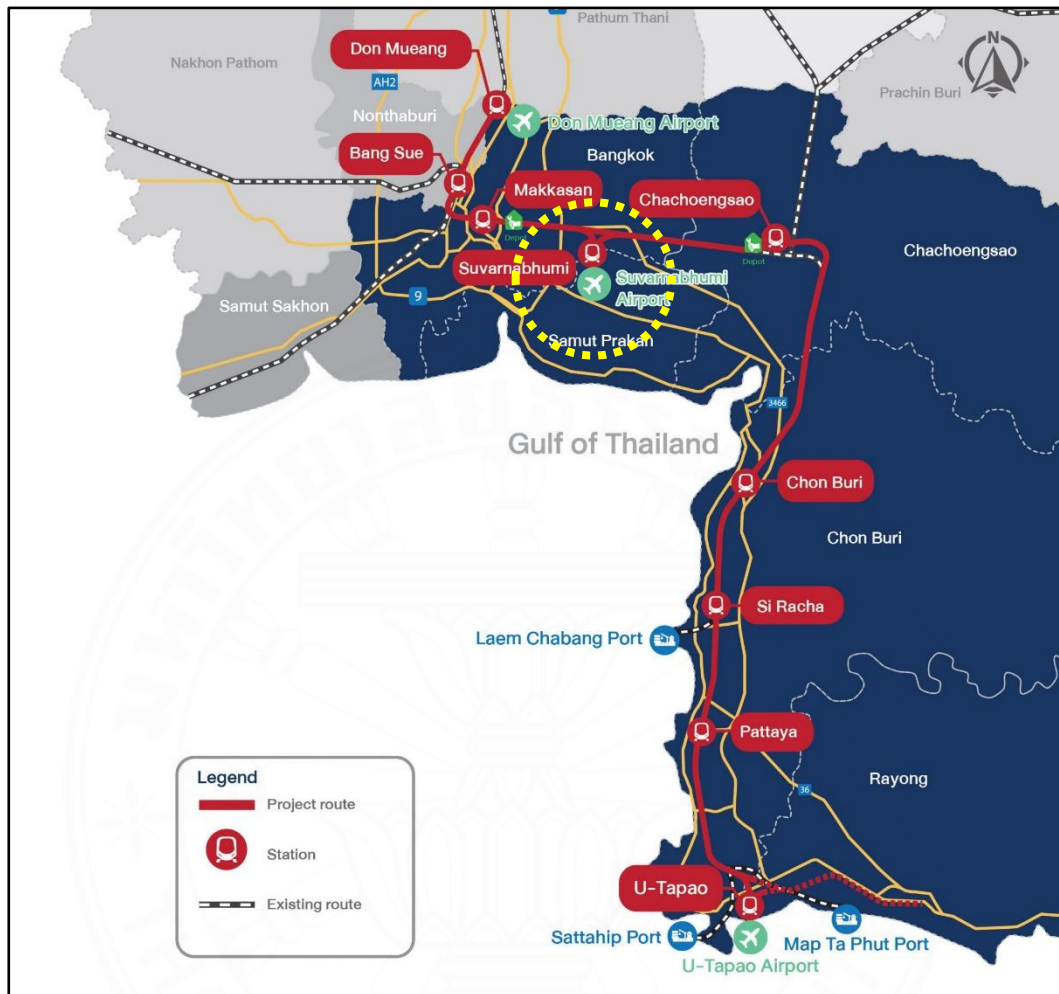 Pathum Thani
Don Mueang
N
Nakhon Pathom
AH2
Prachin Buri
Nonthaburi
Don Mueang Airport
Bang Sue
Bangkok
Makkasan
Chachoengsao
Depot
Depot
Chachoengsao
Suvarnabhumi
Suvarnabhumi
Airport
9
Samut Sakhon
Samut Prakan
3466
Gulf of Thailand
Chon Buri
Chon Buri
Si Racha
Laem Chabang Port
Pattaya
Rayong
36
Legend
Project route
Station
Existing route
U-Tapao
Sattahip Port
Map Ta Phut Port
U-Tapao Airport